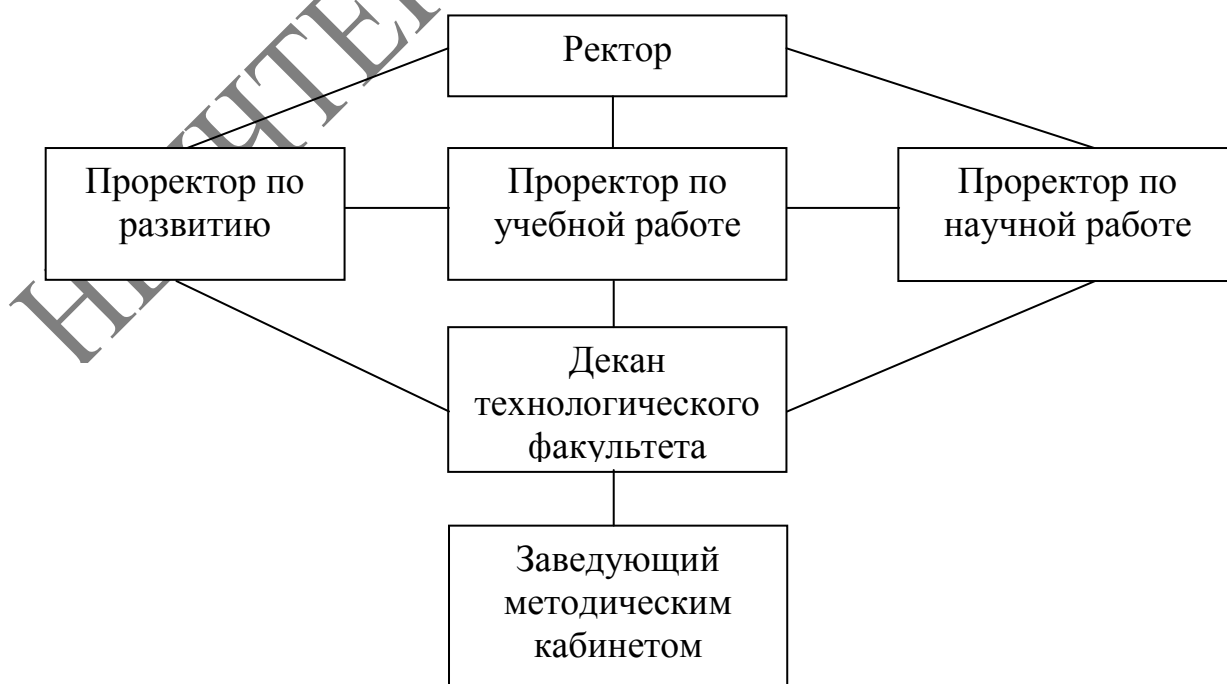 Ректор
Проректор по
развитию
Проректор по
учебной работе
Проректор по
научной работе
Декан
технологического
факультета
Заведующий
методическим
кабинетом